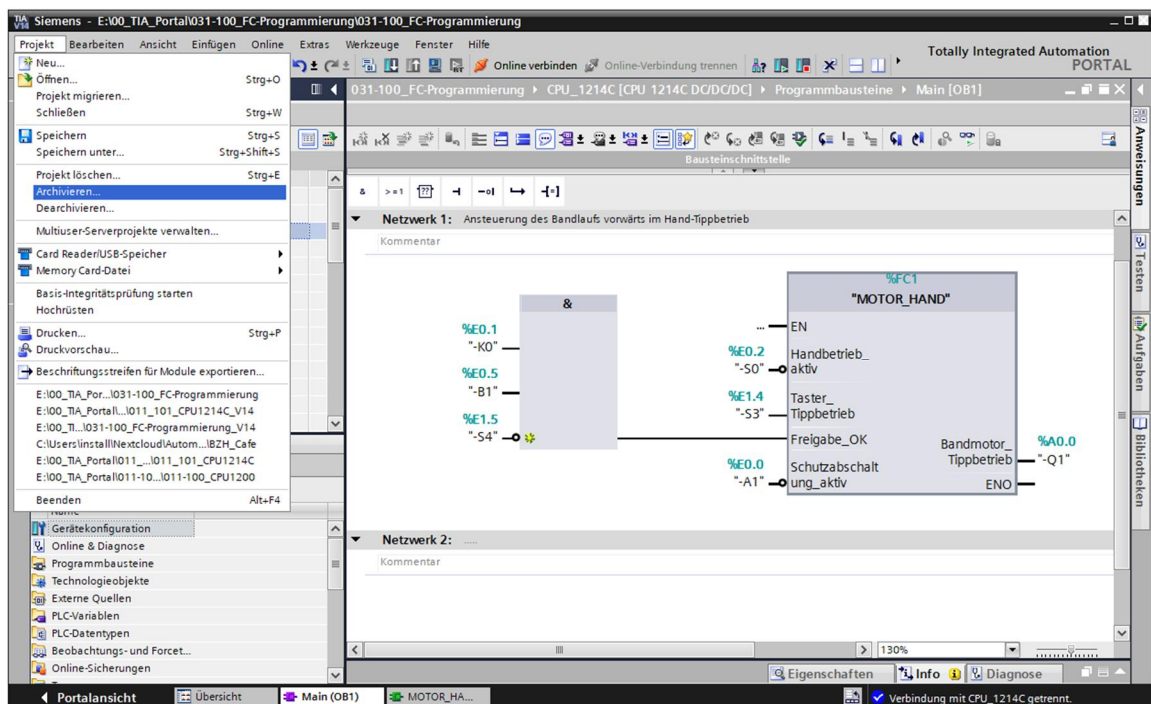 Siemens - E:\00_TIA_Portal\031-100_FC-Programmierung\031-100_FC-Programmierung
Projekt Bearbeiten Ansicht Einfügen Online Extras Werkzeuge Fenster Hilfe
Totally Integrated Automation
PORTAL
Online verbinden Online-Verbindung trennen
Neu...
Öffnen... Strg+O
Projekt migrieren...
Schließen Strg+W
Speichern Strg+S
Speichern unter... Strg+Shift+S
Projekt löschen... Strg+E
Archivieren...
Dearchivieren...
Multiuser-Serverprojekte verwalten...
Card Reader/USB-Speicher
Memory Card-Datei
Basis-Integritätsprüfung starten
Hochrüsten
Drucken... Strg+P
Druckvorschau...
Beschriftungsstreifen für Module exportieren...
E:\00_TIA_Por...\031-100_FC-Programmierung
E:\00_TIA_Portal\...\011_101_CPU1214C_V14
E:\00_TI...\031-100_FC-Programmierung_V14
C:\Users\install\Nextcloud\Autom...\BZH_Cafe
E:\00_TIA_Portal\011_...\011_101_CPU1214C
E:\00_TIA_Portal\011-10...\011-100_CPU1200
Beenden Alt+F4
Name
Gerätekonfiguration
Online & Diagnose
Programmbausteine
Technologieobjekte
Externe Quellen
PLC-Variablen
PLC-Datentypen
Beobachtungs- und Forcet...
Online-Sicherungen
031-100_FC-Programmierung CPU_1214C [CPU 1214C DC/DC/DC] Programmbausteine Main [OB1]
Bausteinschnittstelle
& >=1 ?? -| -o| -[=]
Netzwerk 1: Ansteuerung des Bandlaufs vorwärts im Hand-Tippbetrieb
Kommentar
&
%E0.1
"-K0"
%E0.5
"-B1"
%E1.5
"-S4"
%FC1
"MOTOR_HAND"
... EN
%E0.2
"-S0"
Handbetrieb_
aktiv
%E1.4
"-S3"
Taster_
Tippbetrieb
Freigabe_OK
%E0.0
"-A1"
Schutzabschalt
ung_aktiv
Bandmotor_
Tippbetrieb
%A0.0
"-Q1"
ENO
Netzwerk 2: .....
Kommentar
130%
Eigenschaften Info Diagnose
Anweisungen
Testen
Aufgaben
Bibliotheken
Portalansicht Übersicht Main (OB1) MOTOR_HA... Verbindung mit CPU_1214C getrennt.